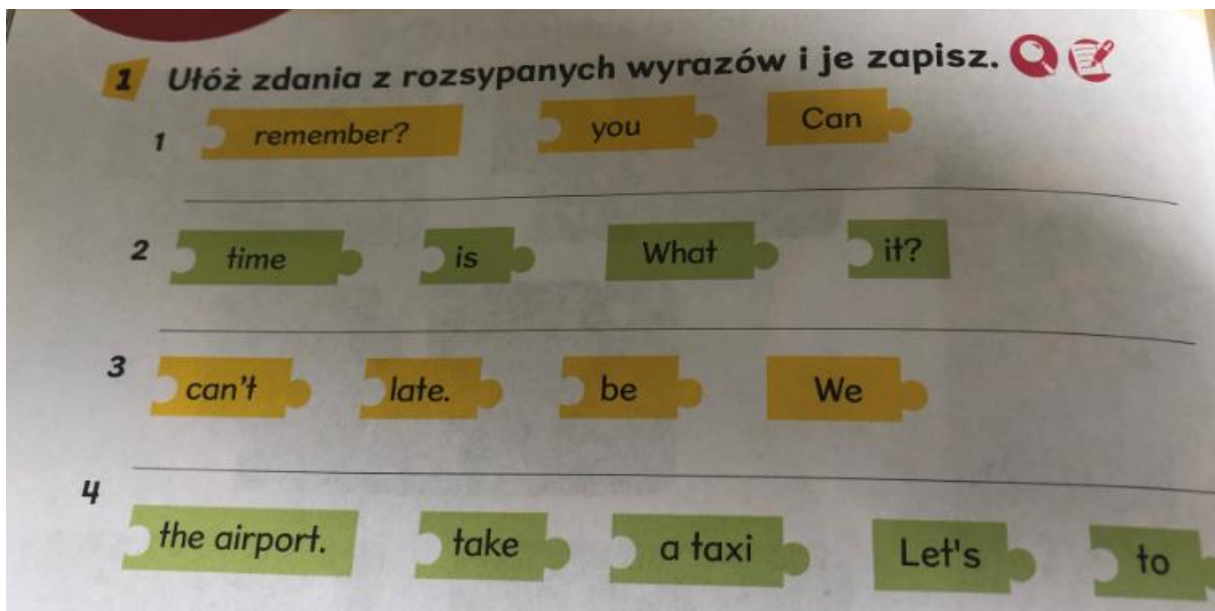 1 Ułóż zdania z rozsypanych wyrazów i je zapisz.
1 remember? you Can
2 time is What it?
3 can't late. be We
4 the airport. take a taxi Let's to